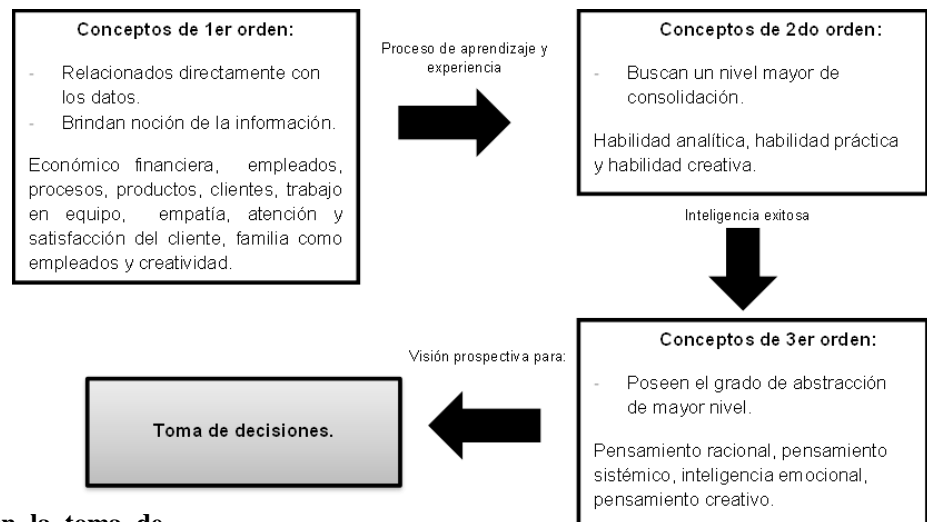 Conceptos de 1er orden:
- Relacionados directamente con
los datos.
- Brindan noción de la información.
Económico financiera, empleados,
procesos, productos, clientes, trabajo
en equipo, empatía, atención y
satisfacción del cliente, familia como
empleados y creatividad.
Proceso de aprendizaje y
experiencia
Conceptos de 2do orden:
- Buscan un nivel mayor de
consolidación.
Habilidad analítica, habilidad práctica
y habilidad creativa.
Inteligencia exitosa
Conceptos de 3er orden:
- Poseen el grado de abstracción
de mayor nivel.
Pensamiento racional, pensamiento
sistémico, inteligencia emocional,
pensamiento creativo.
Visión prospectiva para:
Toma de decisiones.
la toma de